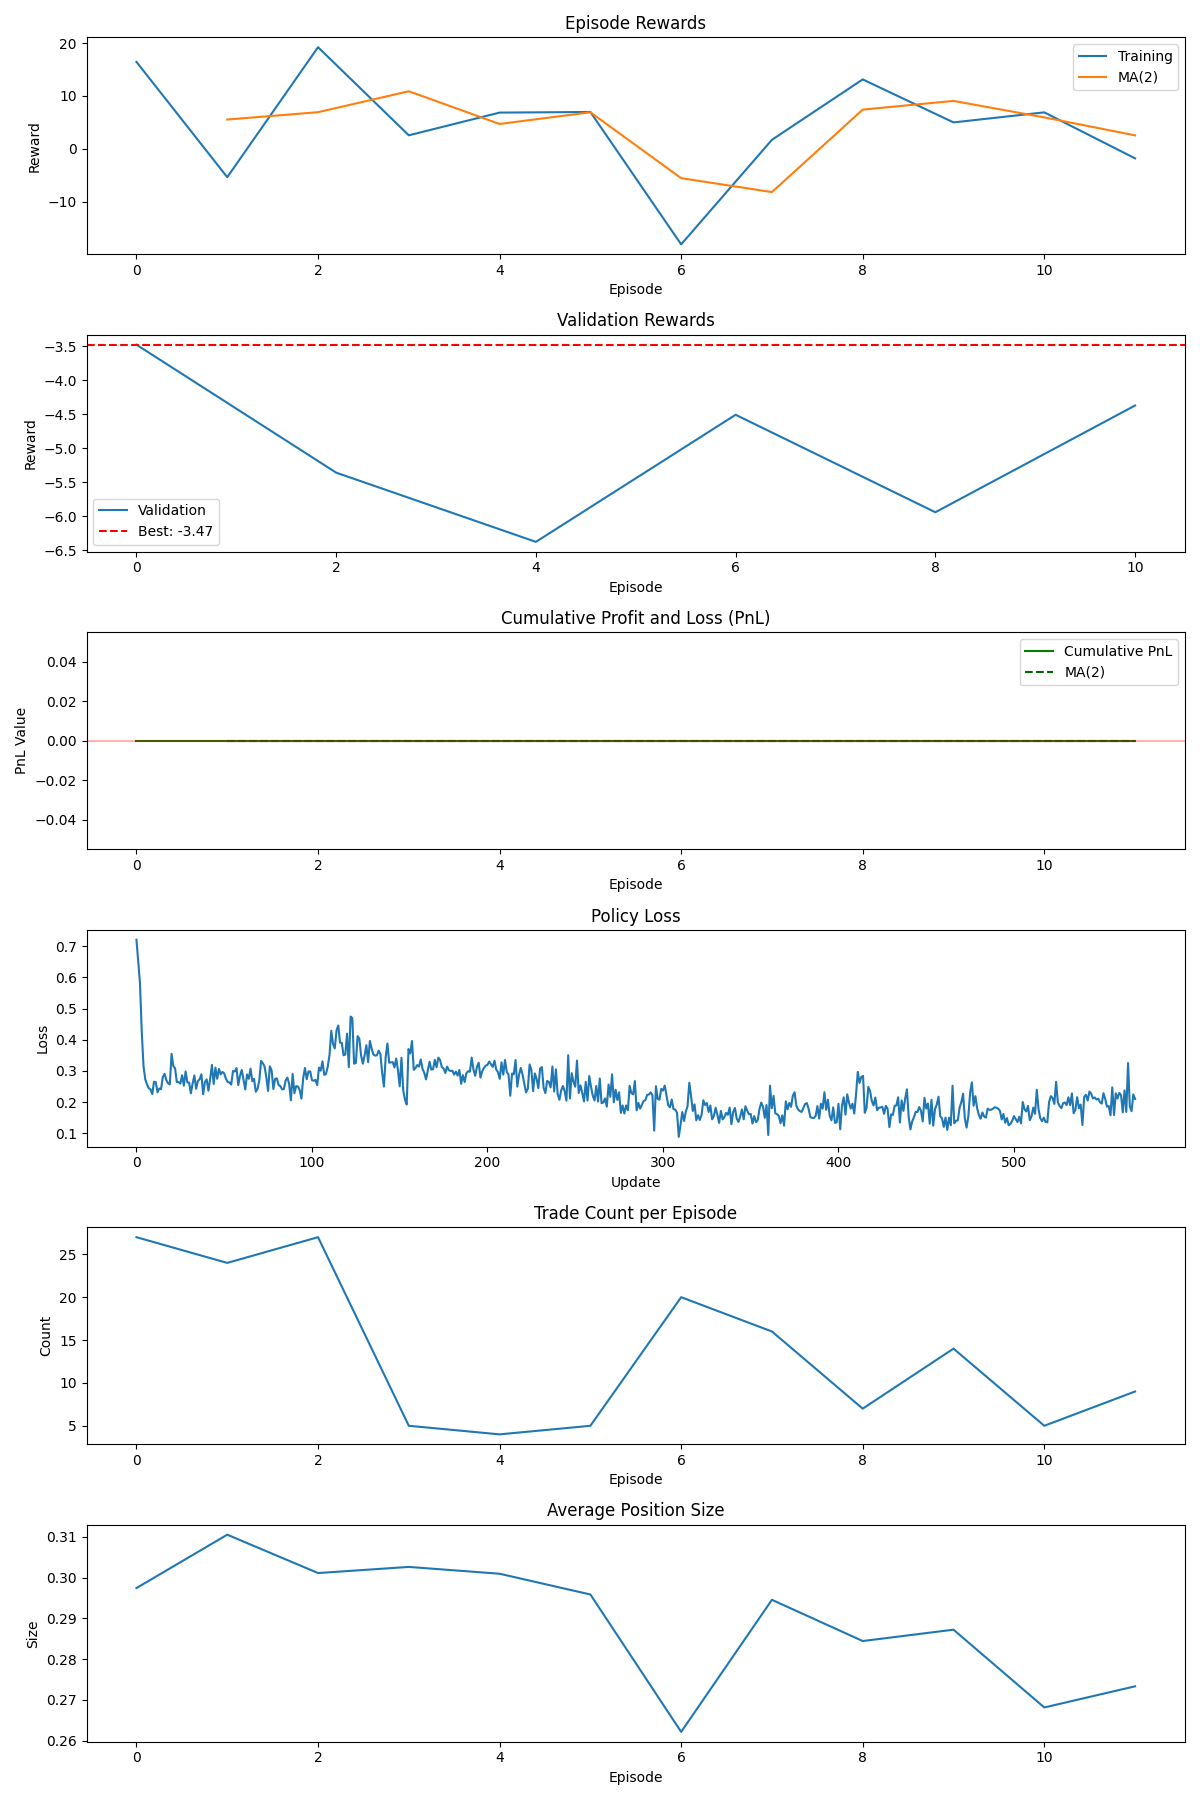 Episode Rewards
20
10
0
−10
Reward
Training
MA(2)
0 2 4 6 8 10
Episode
Validation Rewards
−3.5
−4.0
−4.5
−5.0
−5.5
−6.0
−6.5
Reward
Validation
Best: -3.47
0 2 4 6 8 10
Episode
Cumulative Profit and Loss (PnL)
0.04
0.02
0.00
−0.02
−0.04
PnL Value
Cumulative PnL
MA(2)
0 2 4 6 8 10
Episode
Policy Loss
0.7
0.6
0.5
0.4
0.3
0.2
0.1
Loss
0 100 200 300 400 500
Update
Trade Count per Episode
25
20
15
10
5
Count
0 2 4 6 8 10
Episode
Average Position Size
0.31
0.30
0.29
0.28
0.27
0.26
Size
0 2 4 6 8 10
Episode